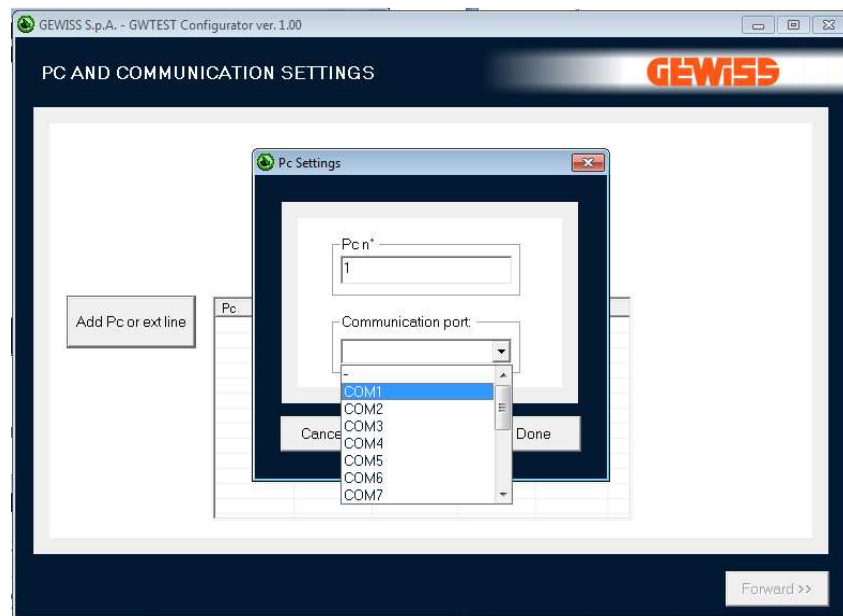 GEWISS S.p.A. - GWTEST Configurator ver. 1.00
PC AND COMMUNICATION SETTINGS
GEWISS
Pc Settings
Pc n°
1
Add Pc or ext line
Pc
Communication port:
-
COM1
COM2
COM3
COM4
COM5
COM6
COM7
Cance
Done
Forward >>